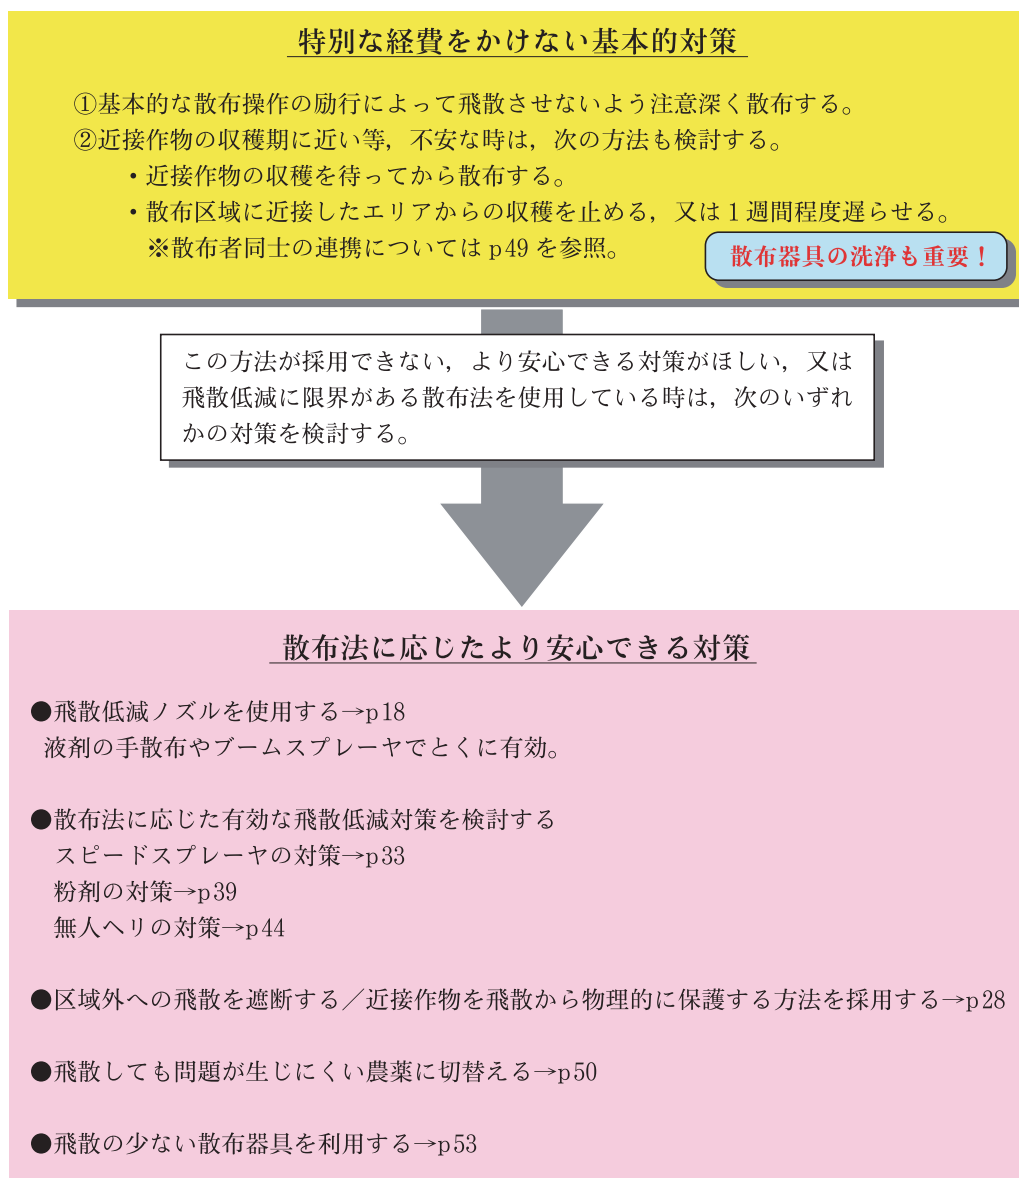 特別な経費をかけない基本的対策
①基本的な散布操作の励行によって飛散させないよう注意深く散布する。
②近接作物の収穫期に近い等，不安な時は，次の方法も検討する。
・近接作物の収穫を待ってから散布する。
・散布区域に近接したエリアからの収穫を止める，又は１週間程度遅らせる。
※散布者同士の連携については p49 を参照。
散布器具の洗浄も重要！
この方法が採用できない，より安心できる対策がほしい，又は
飛散低減に限界がある散布法を使用している時は，次のいずれ
かの対策を検討する。
散布法に応じたより安心できる対策
●飛散低減ノズルを使用する→p18
液剤の手散布やブームスプレーヤでとくに有効。
●散布法に応じた有効な飛散低減対策を検討する
スピードスプレーヤの対策→p33
粉剤の対策→p39
無人ヘリの対策→p44
●区域外への飛散を遮断する／近接作物を飛散から物理的に保護する方法を採用する→p28
●飛散しても問題が生じにくい農薬に切替える→p50
●飛散の少ない散布器具を利用する→p53